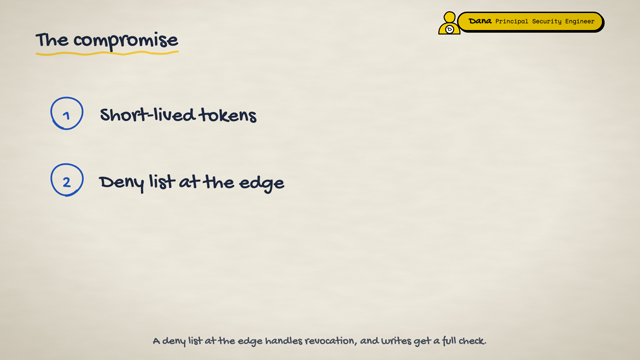 Dana Principal Security Engineer
The compromise
1 Short-lived tokens
2 Deny list at the edge
A deny list at the edge handles revocation, and writes get a full check.